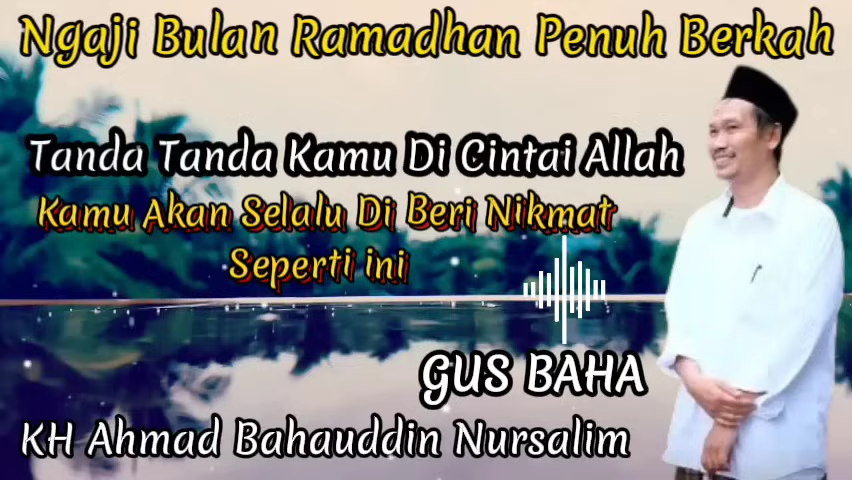 Ngaji Bulan Ramadhan Penuh Berkah
Tanda Tanda Kamu Di Cintai Allah
Kamu Akan Selalu Di Beri Nikmat
Seperti ini
GUS BAHA
KH Ahmad Bahauddin Nursalim